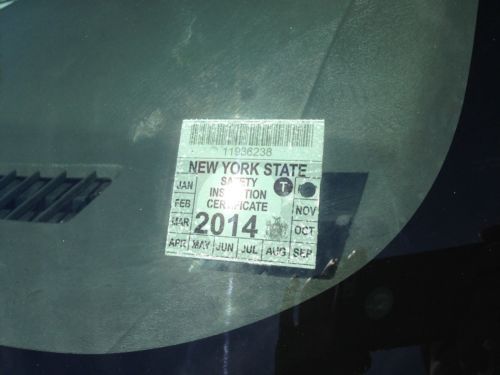 11936238
NEW YORK STATE
SAFETY
INSPECTION
CERTIFICATE
2014
T
JAN
FEB
MAR
APR MAY JUN JUL AUG SEP
OCT
NOV